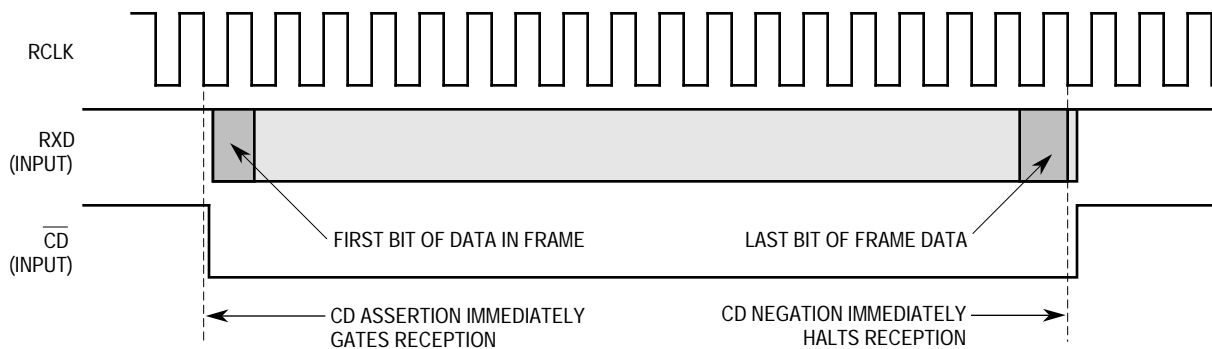 RCLK
RXD
(INPUT)
CD
(INPUT)
FIRST BIT OF DATA IN FRAME
LAST BIT OF FRAME DATA
CD ASSERTION IMMEDIATELY
GATES RECEPTION
CD NEGATION IMMEDIATELY
HALTS RECEPTION